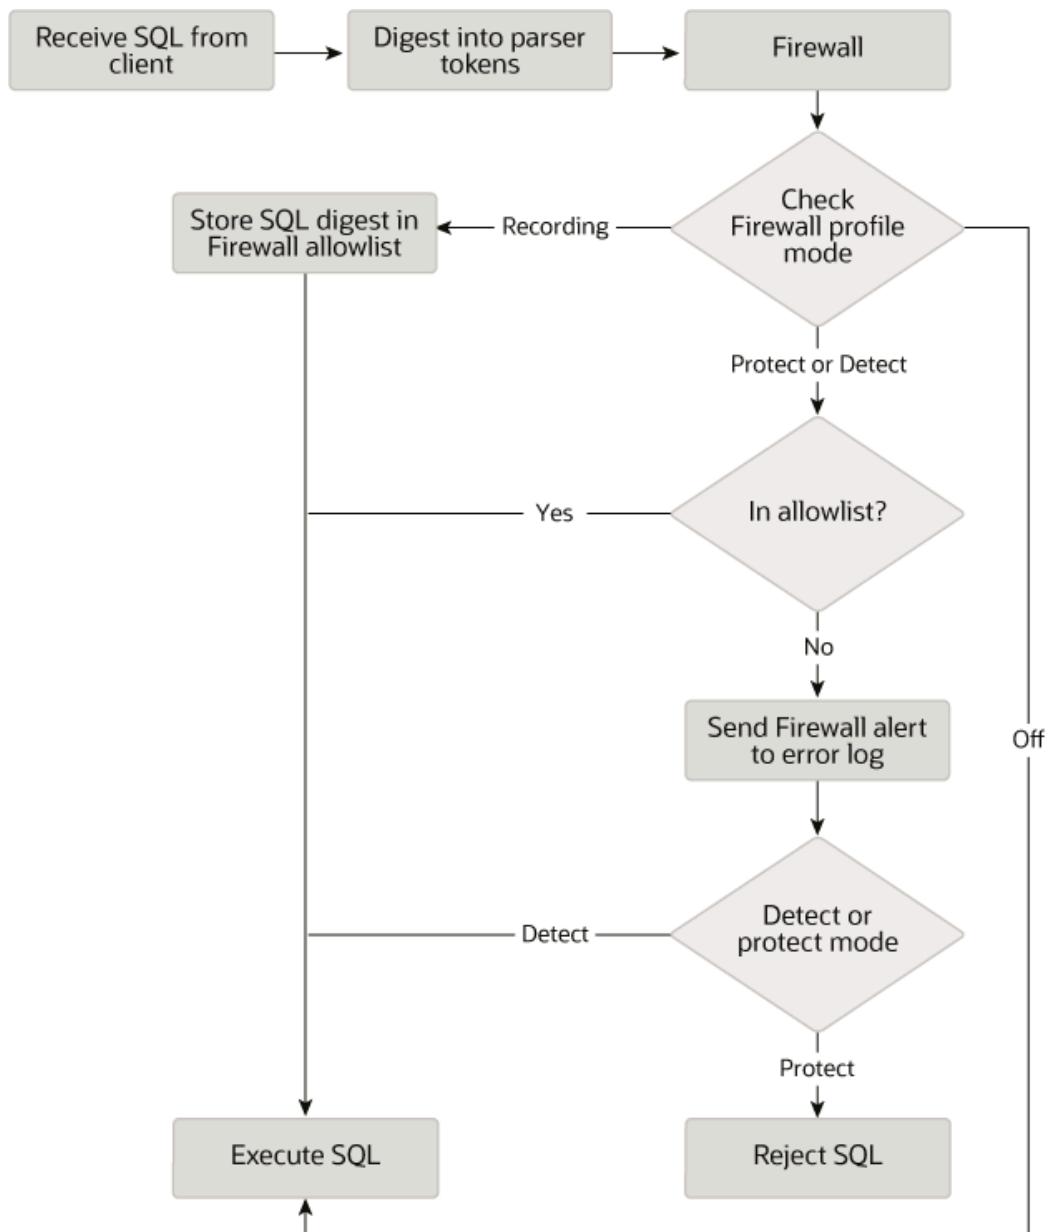 Receive SQL from
client
Digest into parser
tokens
Firewall
Check
Firewall profile
mode
Store SQL digest in
Firewall allowlist
Recording
Protect or Detect
In allowlist?
Yes
No
Send Firewall alert
to error log
Off
Detect or
protect mode
Detect
Protect
Execute SQL
Reject SQL